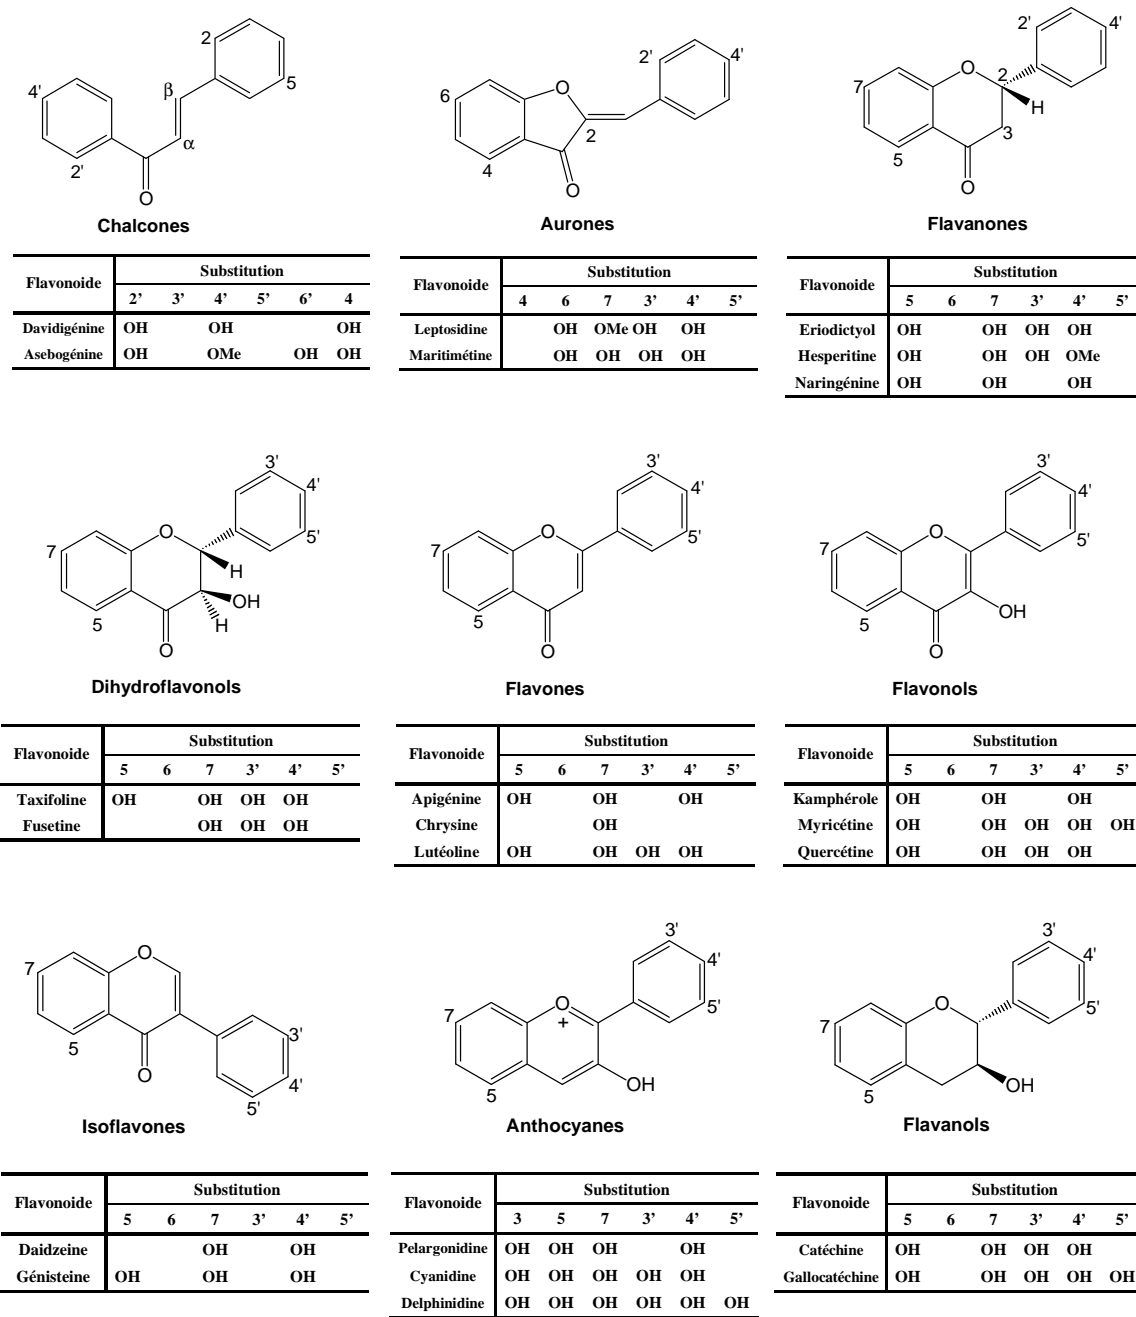 2
5
β
α
4'
2'
O
Chalcones
Flavonoide Substitution
2’ 3’ 4’ 5’ 6’ 4
Davidigénine OH OH OH
Asebogénine OH OMe OH OH
2'
4'
6
O
2
4
O
Aurones
Flavonoide Substitution
4 6 7 3’ 4’ 5’
Leptosidine OH OMe OH OH
Maritimétine OH OH OH OH
2'
4'
7
O
2
H
3
5
O
Flavanones
Flavonoide Substitution
5 6 7 3’ 4’ 5’
Eriodictyol OH OH OH OH
Hesperitine OH OH OH OMe
Naringénine OH OH OH
3'
4'
5'
7
O
H
OH
H
5
O
Dihydroflavonols
Flavonoide Substitution
5 6 7 3’ 4’ 5’
Taxifoline OH OH OH OH
Fusetine OH OH OH
3'
4'
5'
7
O
5
O
Flavones
Flavonoide Substitution
5 6 7 3’ 4’ 5’
Apigénine OH OH OH
Chrysine OH
Lutéoline OH OH OH OH
3'
4'
5'
7
O
OH
5
O
Flavonols
Flavonoide Substitution
5 6 7 3’ 4’ 5’
Kamphérole OH OH OH
Myricétine OH OH OH OH OH
Quercétine OH OH OH OH
7
O
5
O
3'
4'
5'
Isoflavones
Flavonoide Substitution
5 6 7 3’ 4’ 5’
Daidzeine OH OH
Génisteine OH OH OH
3'
4'
5'
7
O
+
5
OH
Anthocyanes
Flavonoide Substitution
3 5 7 3’ 4’ 5’
Pelargonidine OH OH OH OH
Cyanidine OH OH OH OH OH
Delphinidine OH OH OH OH OH OH
3'
4'
5'
7
O
5
OH
Flavanols
Flavonoide Substitution
5 6 7 3’ 4’ 5’
Catéchine OH OH OH OH
Gallocatéchine OH OH OH OH OH